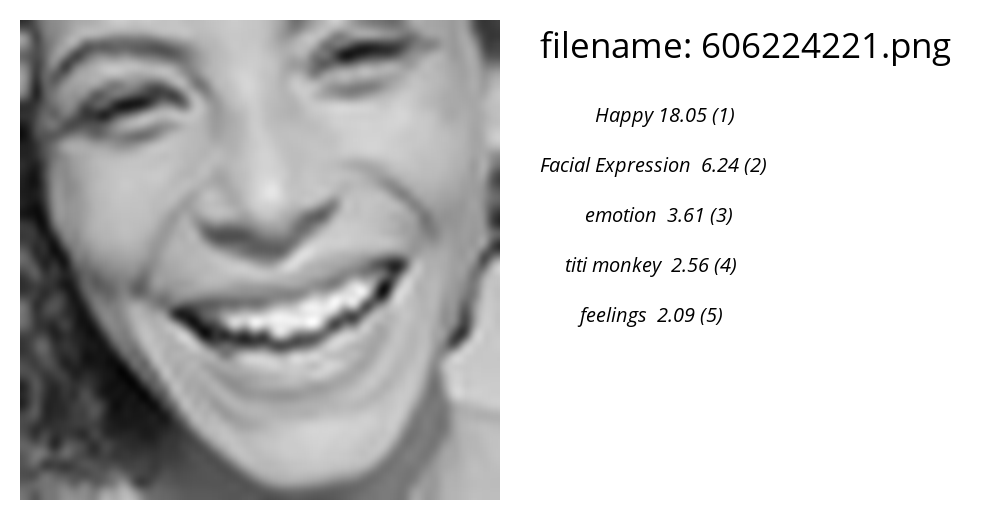 filename: 606224221.png
Happy 18.05 (1)
Facial Expression 6.24 (2)
emotion 3.61 (3)
titi monkey 2.56 (4)
feelings 2.09 (5)